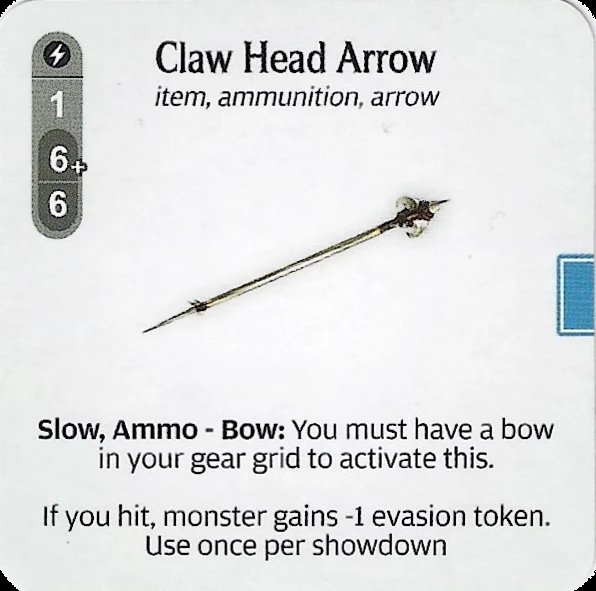 Claw Head Arrow
item, ammunition, arrow
1
6+
6
Slow, Ammo - Bow: You must have a bow
in your gear grid to activate this.
If you hit, monster gains -1 evasion token.
Use once per showdown